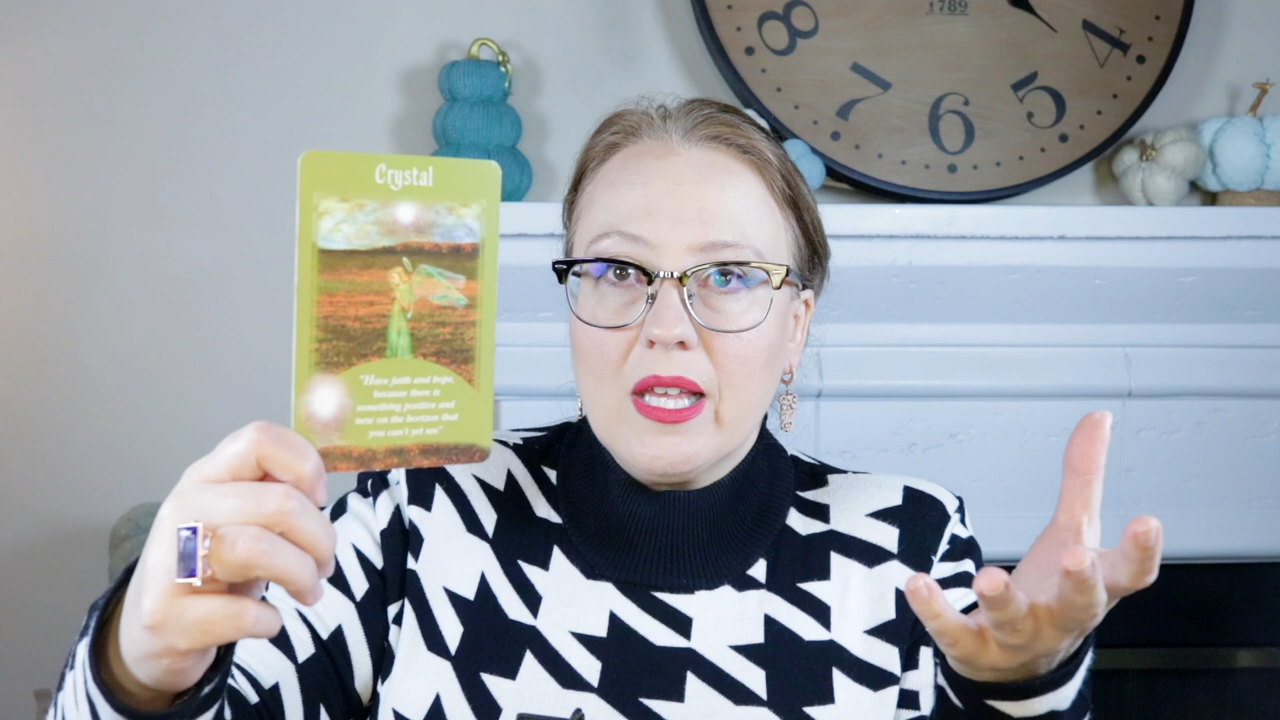 1789
8
4
7
5
6
Crystal
"Have faith and hope,
because there is
something positive and
new on the horizon that
you can't yet see."